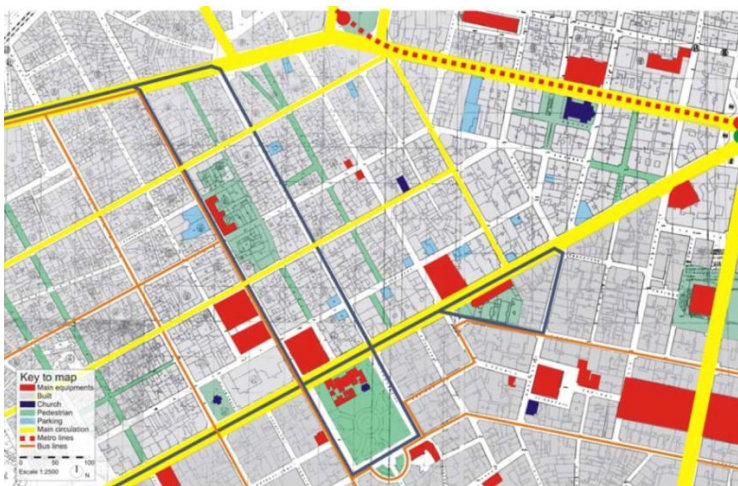 Key to map
Main equipments
Built
Church
Pedestrian
Parking
Main circulation
Metro lines
Bus lines
0 50 100
Escale 1:2500
N